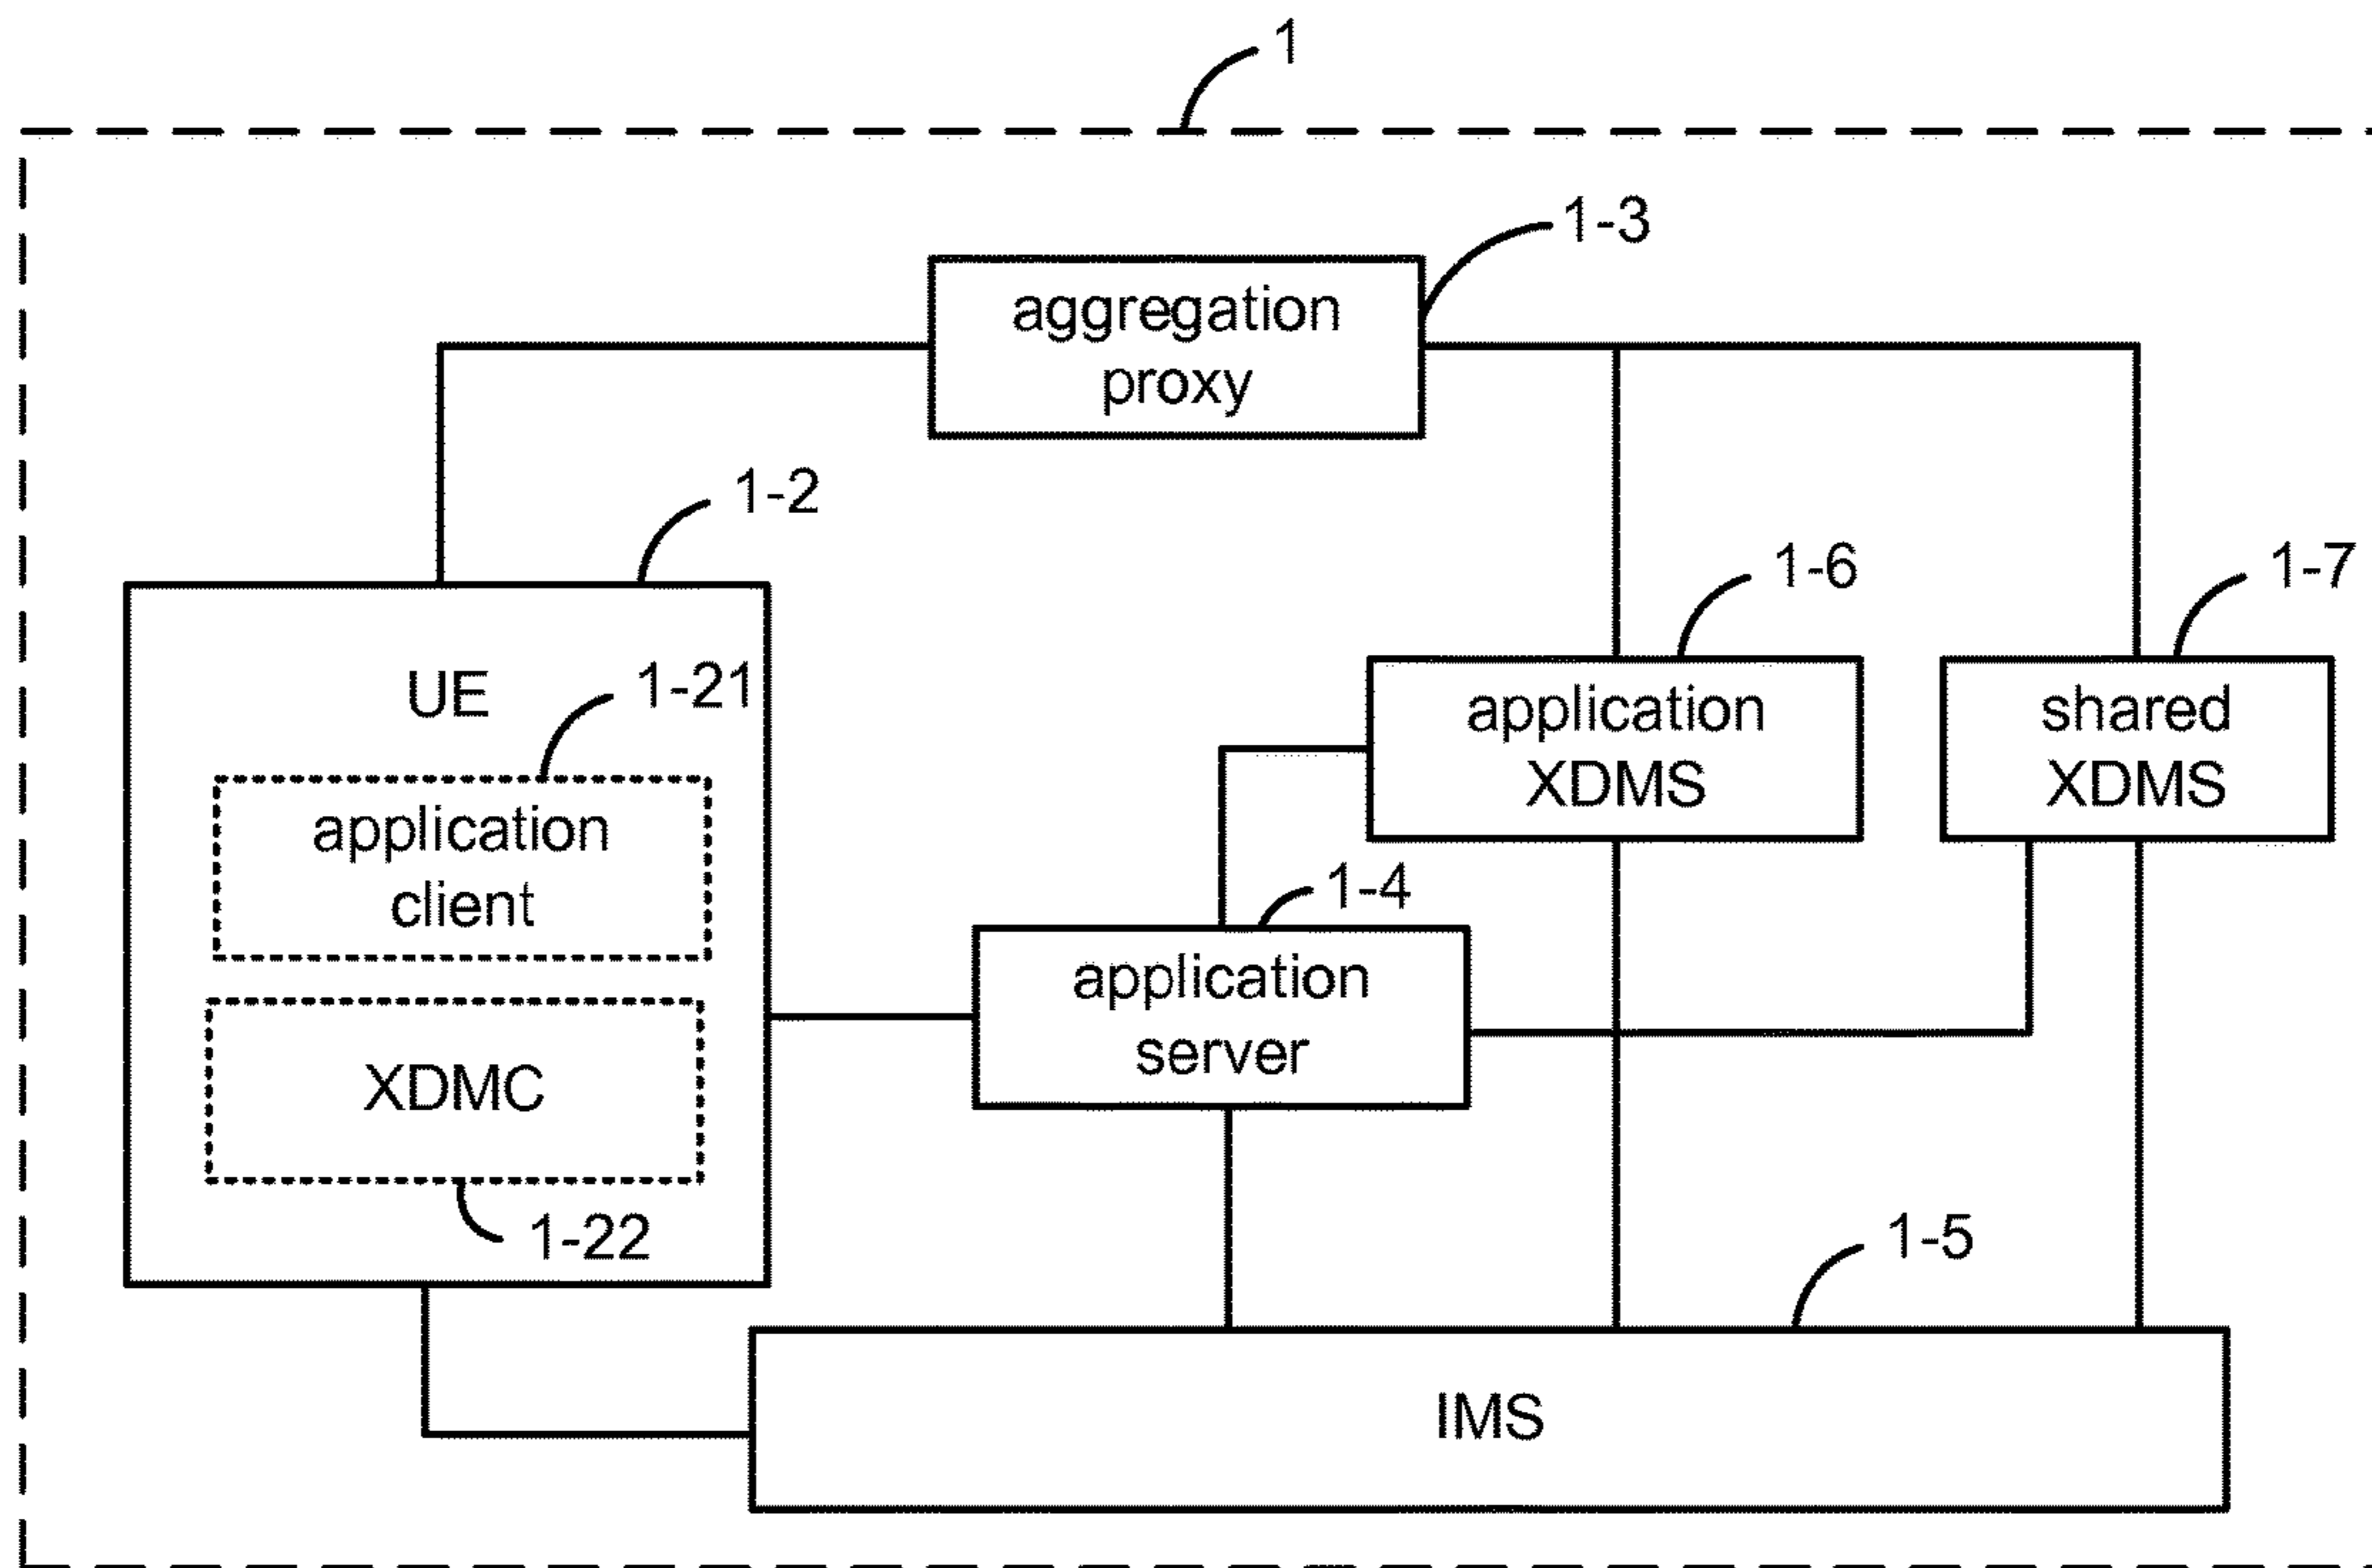 1
1-3
aggregation
proxy
1-2
1-6
1-7
UE
1-21
application
XDMS
shared
XDMS
application
client
1-4
application
server
XDMC
1-22
1-5
IMS